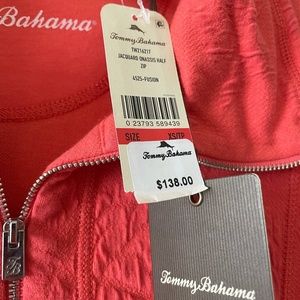 Bahama
Tommy Bahama
TW216217
JACQUARD ONASSIS HALF
ZIP
4525-FUSION
0 23793 589439
SIZE XS/TP
Tommy Bahama
$138.00
Tommy Bahama